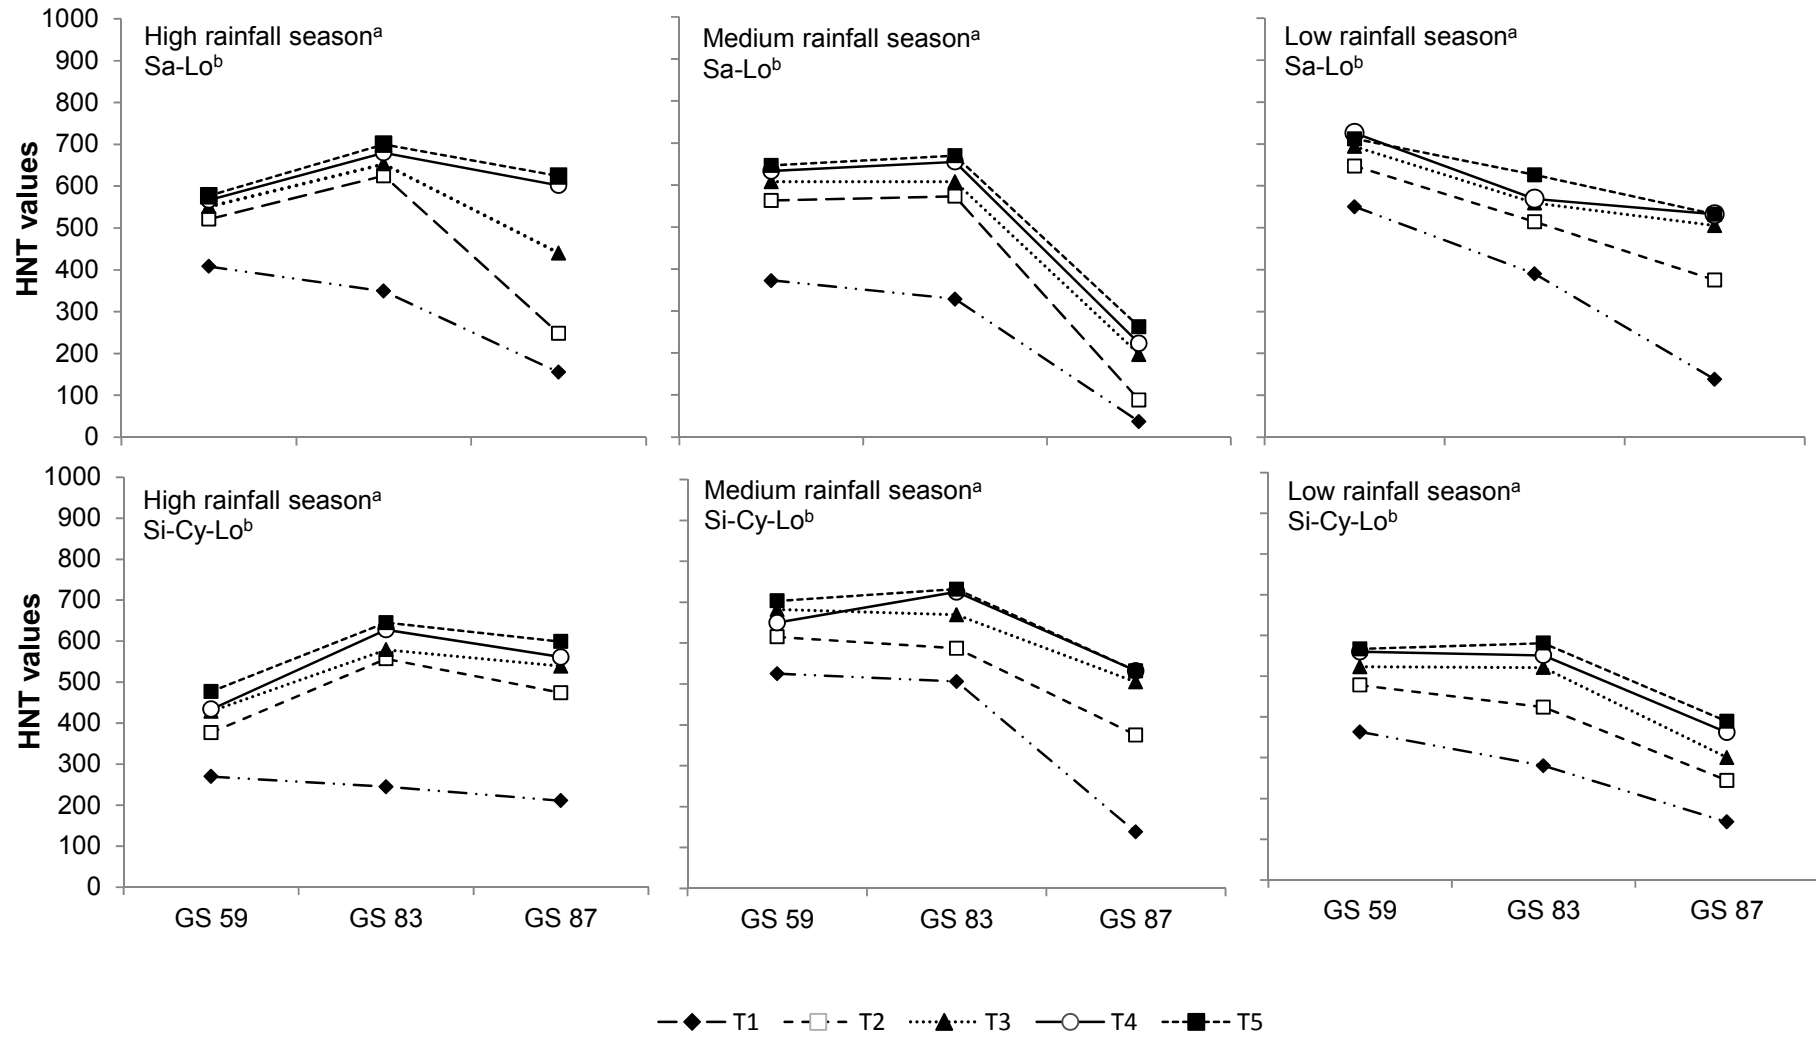 High rainfall seasonᵃ
Sa-Loᵇ
Medium rainfall seasonᵃ
Sa-Loᵇ
Low rainfall seasonᵃ
Sa-Loᵇ
HNT values
1000
900
800
700
600
500
400
300
200
100
0
High rainfall seasonᵃ
Si-Cy-Loᵇ
Medium rainfall seasonᵃ
Si-Cy-Loᵇ
Low rainfall seasonᵃ
Si-Cy-Loᵇ
HNT values
1000
900
800
700
600
500
400
300
200
100
0
GS 59 GS 83 GS 87
GS 59 GS 83 GS 87
GS 59 GS 83 GS 87
T1 T2 T3 T4 T5